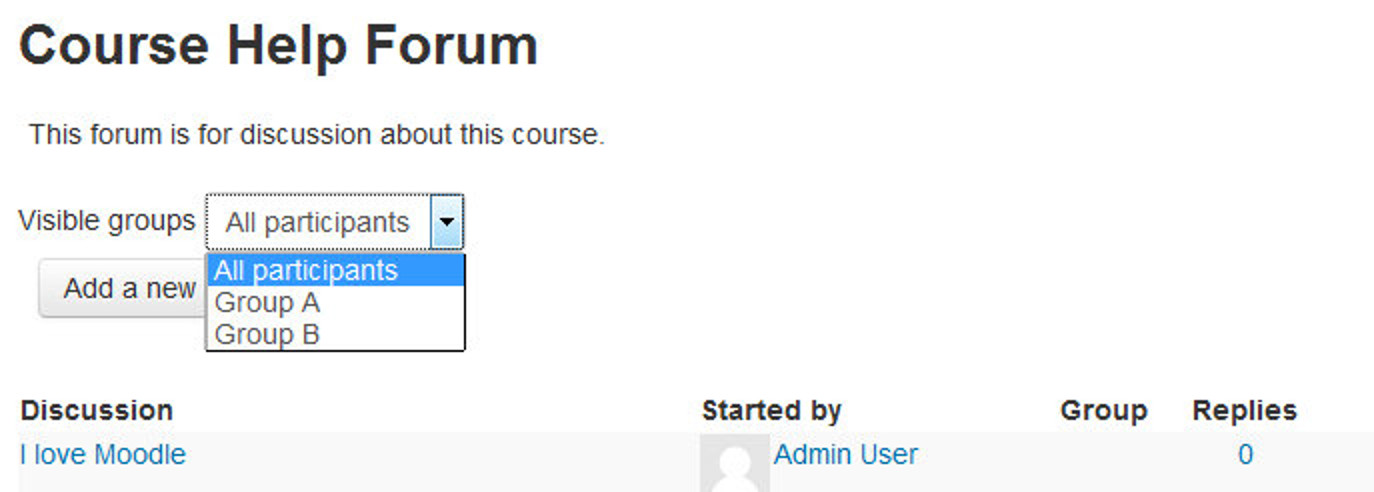 Course Help Forum
This forum is for discussion about this course.
Visible groups All participants
All participants
Add a new
Group A
Group B
Discussion Started by Group Replies
I love Moodle Admin User 0